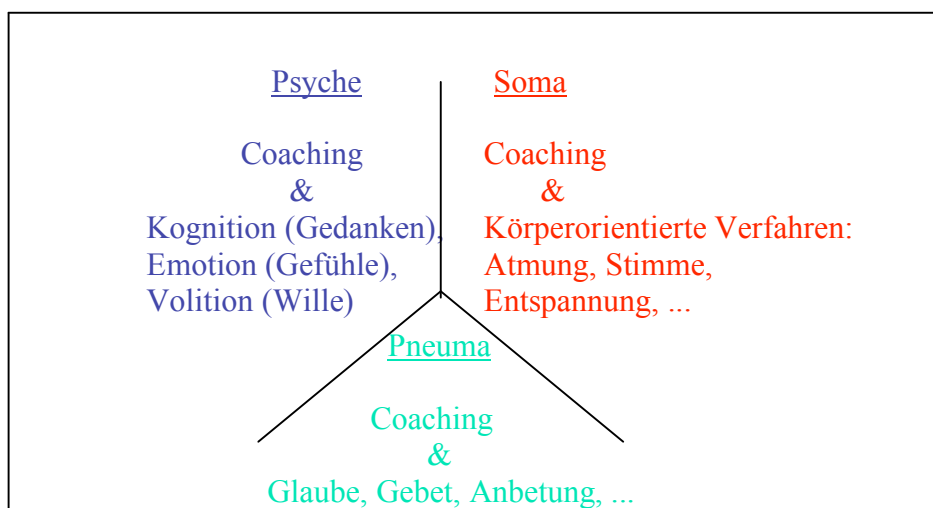 Psyche
Coaching
&
Kognition (Gedanken),
Emotion (Gefühle),
Volition (Wille)
Soma
Coaching
&
Körperorientierte Verfahren:
Atmung, Stimme,
Entspannung, ...
Pneuma
Coaching
&
Glaube, Gebet, Anbetung, ...